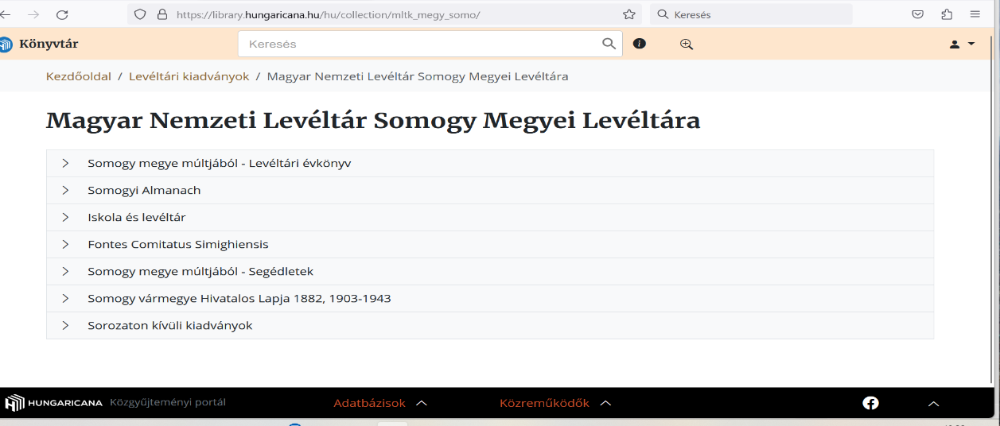 https://library.hungaricana.hu/hu/collection/mltk_megy_somo/
Keresés
Könyvtár
Keresés
Kezdőoldal / Levéltári kiadványok / Magyar Nemzeti Levéltár Somogy Megyei Levéltára
Magyar Nemzeti Levéltár Somogy Megyei Levéltára
Somogy megye múltjából - Levéltári évkönyv
Somogyi Almanach
Iskola és levéltár
Fontes Comitatus Simighiensis
Somogy megye múltjából - Segédletek
Somogy vármegye Hivatalos Lapja 1882, 1903-1943
Sorozaton kívüli kiadványok
HUNGARICANA Közgyűjteményi portál
Adatbázisok
Közreműködők